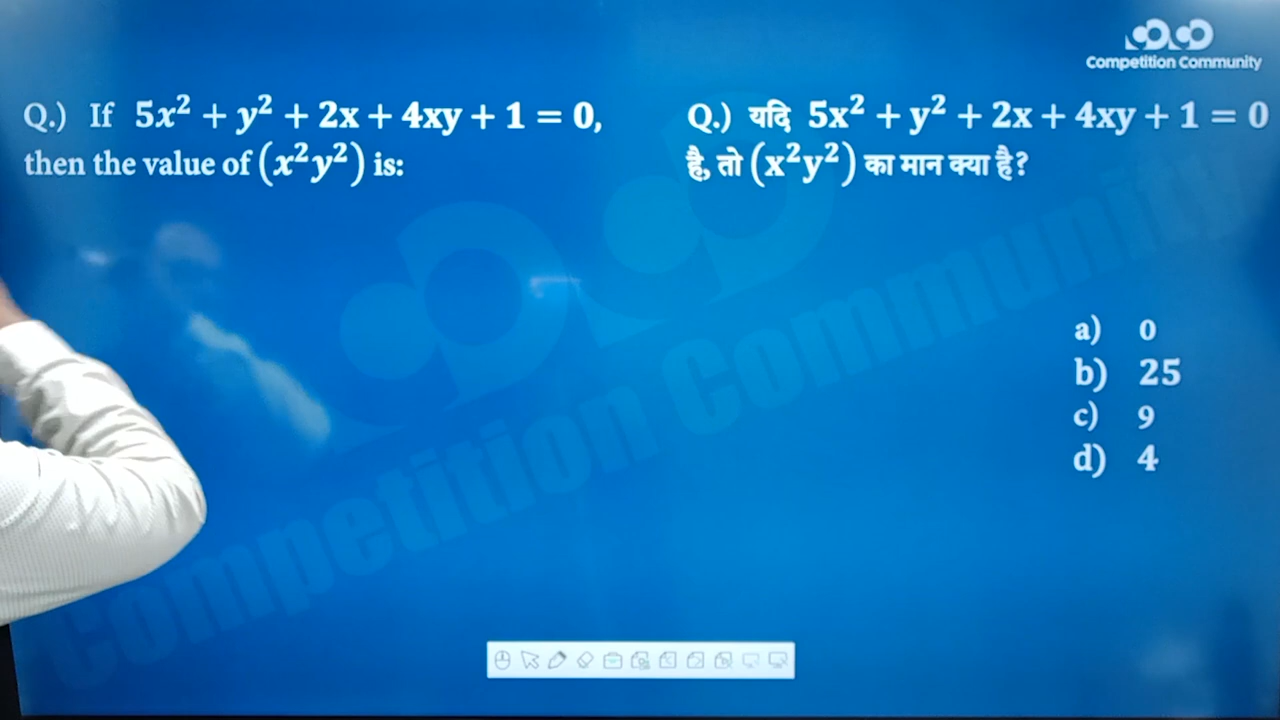 Competition Community
Q.) If 5x² + y² + 2x + 4xy + 1 = 0,
then the value of (x²y²) is:
Q.) यदि 5x² + y² + 2x + 4xy + 1 = 0
है, तो (x²y²) का मान क्या है?
a) 0
b) 25
c) 9
d) 4
Competition Community